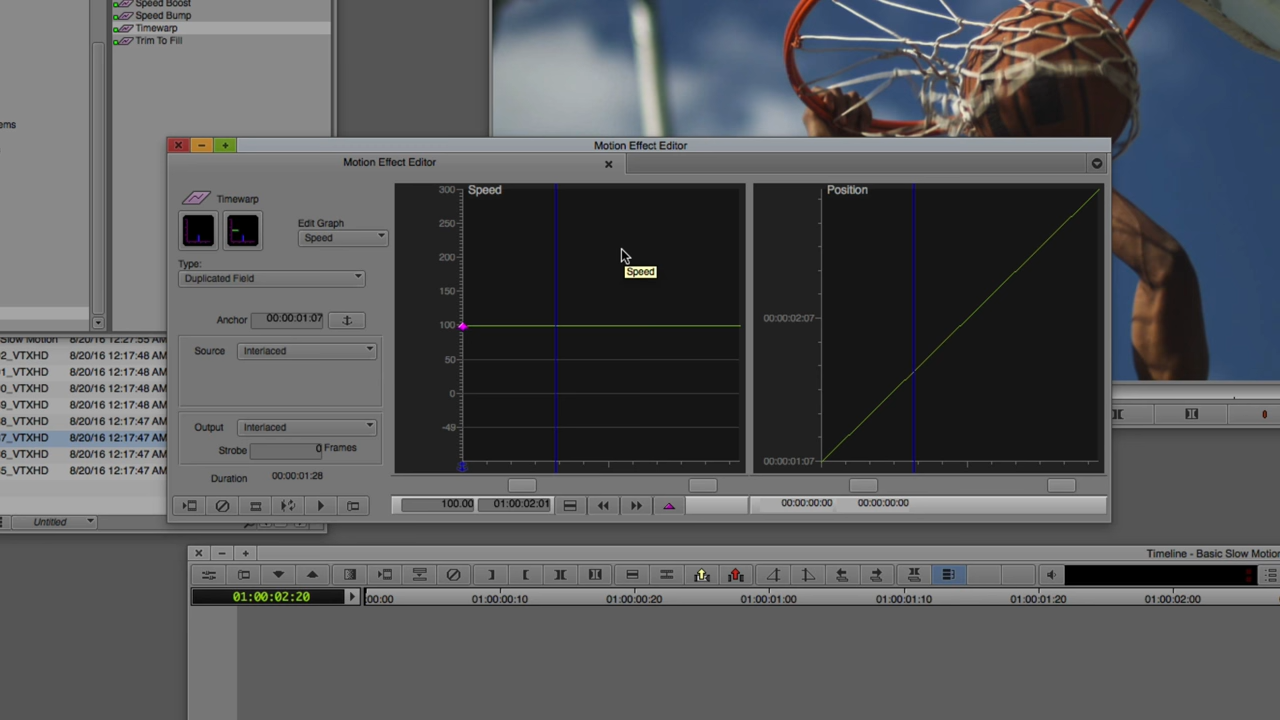 Speed Boost
Speed Bump
Timewarp
Trim To Fill
ems
Motion Effect Editor
Motion Effect Editor
Timewarp
Edit Graph
Speed
Type:
Duplicated Field
Anchor 00:00:01:07
Source Interlaced
Output Interlaced
Strobe 0 Frames
Duration 00:00:01:28
Speed
300
250
200
150
100
50
0
-49
Speed
Position
00:00:02:07
00:00:01:07
100.00 01:00:02:01
00:00:00:00 00:00:00:00
Slow Motion 8/20/16 12:27:55 AM
2_VTXHD 8/20/16 12:17:48 AM
1_VTXHD 8/20/16 12:17:48 AM
0_VTXHD 8/20/16 12:17:48 AM
9_VTXHD 8/20/16 12:17:48 AM
8_VTXHD 8/20/16 12:17:47 AM
7_VTXHD 8/20/16 12:17:47 AM
6_VTXHD 8/20/16 12:17:47 AM
5_VTXHD 8/20/16 12:17:47 AM
Untitled
0
Timeline - Basic Slow Motion
01:00:02:20
00:00 01:00:00:10 01:00:00:20 01:00:01:00 01:00:01:10 01:00:01:20 01:00:02:00